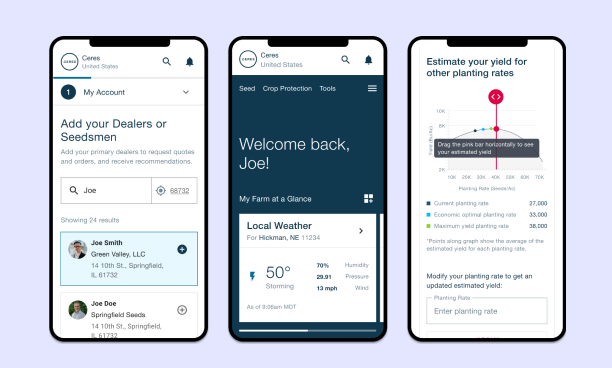 CERES
Ceres
United States
1
My Account
Add your Dealers or
Seedsmen
Add your primary dealers to request quotes
and orders, and receive recommendations.
Joe
68732
Showing 24 results
Joe Smith
Green Valley, LLC
14 10th St., Springfield,
IL 61732
Joe Doe
Springfield Seeds
14 10th St., Springfield,
IL 61732
CERES
Ceres
United States
Seed
Crop Protection
Tools
Welcome back,
Joe!
My Farm at a Glance
Local Weather
For Hickman, NE 11234
50°
Storming
70% Humidity
29.91 Pressure
13 mph Wind
As of 9:06am MDT
Estimate your yield for
other planting rates
10K
8K
2K
Yield (Bu/Ac)
Drag the pink bar horizontally to see
your estimated yield
10K 20K 30K 40K 50K 60K 70K
Planting Rate (Seeds/Ac)
Current planting rate 27,000
Economic optimal planting rate 33,000
Maximum yield planting rate 38,000
*Points along graph show the average of the
estimated yield for each planting rate.
Modify your planting rate to get an
updated estimated yield:
Planting Rate
Enter planting rate